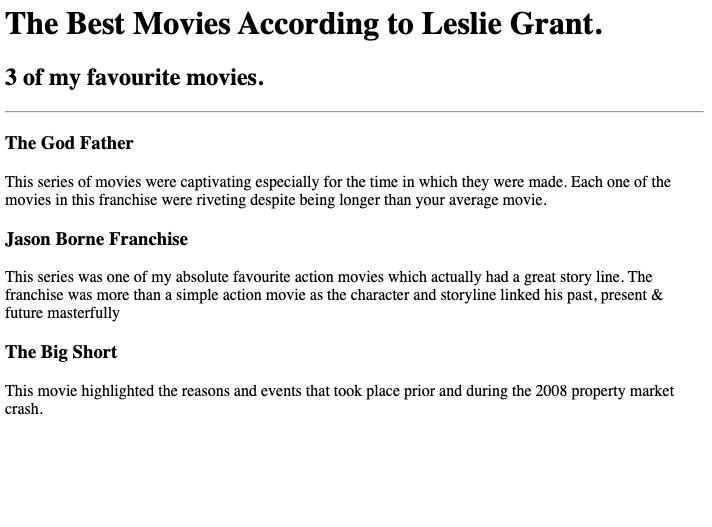 The Best Movies According to Leslie Grant.
3 of my favourite movies.
The God Father
This series of movies were captivating especially for the time in which they were made. Each one of the
movies in this franchise were riveting despite being longer than your average movie.
Jason Borne Franchise
This series was one of my absolute favourite action movies which actually had a great story line. The
franchise was more than a simple action movie as the character and storyline linked his past, present &
future masterfully
The Big Short
This movie highlighted the reasons and events that took place prior and during the 2008 property market
crash.